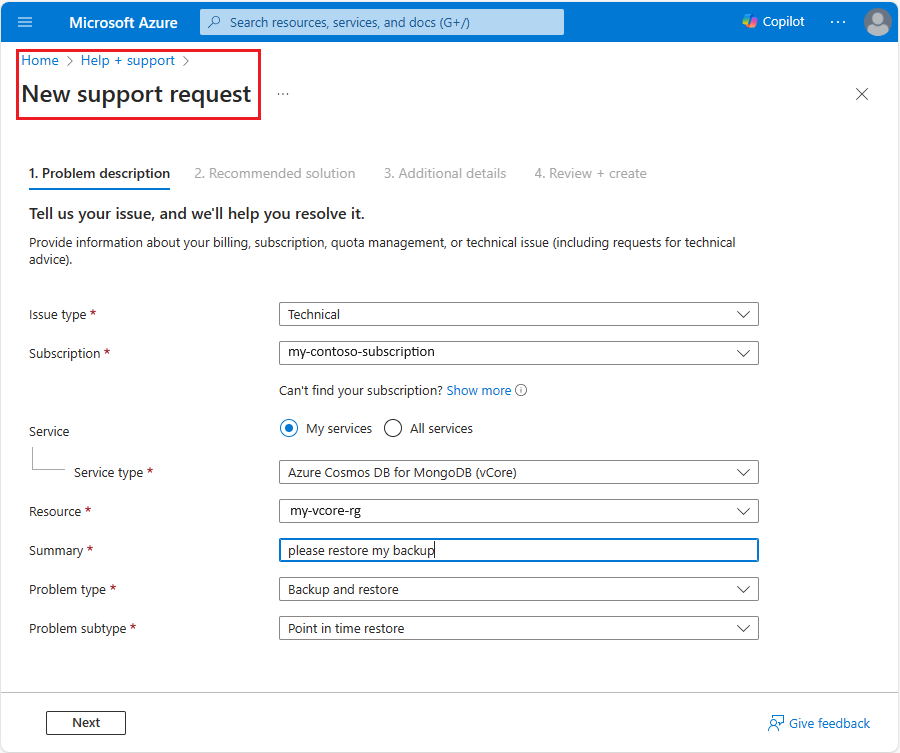 Microsoft Azure
Search resources, services, and docs (G+/)
Copilot
...
Home > Help + support >
New support request
...
1. Problem description
2. Recommended solution
3. Additional details
4. Review + create
Tell us your issue, and we'll help you resolve it.
Provide information about your billing, subscription, quota management, or technical issue (including requests for technical
advice).
Issue type *
Technical
Subscription *
my-contoso-subscription
Can't find your subscription? Show more
Service
My services
All services
Service type *
Azure Cosmos DB for MongoDB (vCore)
Resource *
my-vcore-rg
Summary *
please restore my backup
Problem type *
Backup and restore
Problem subtype *
Point in time restore
Next
Give feedback